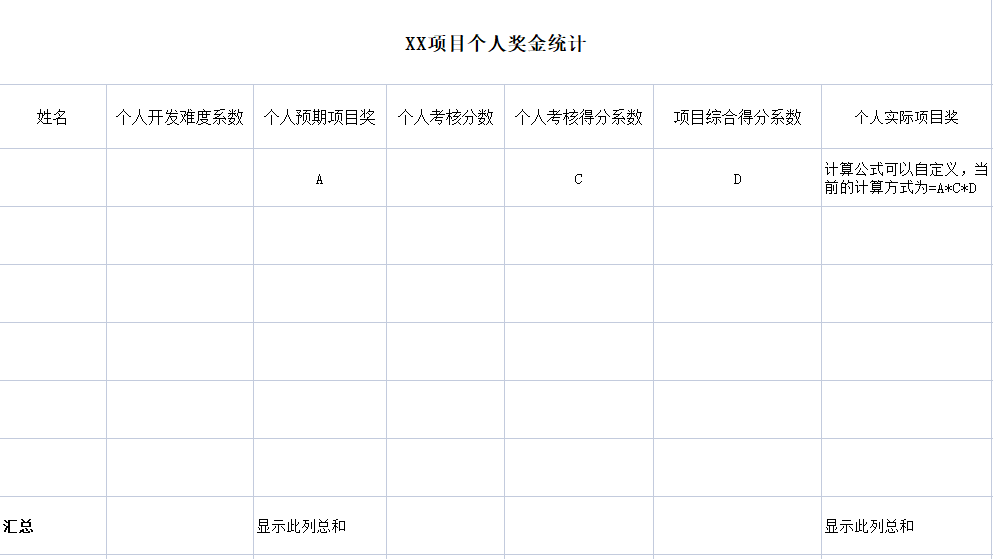 XX项目个人奖金统计
姓名 个人开发难度系数 个人预期项目奖 个人考核分数 个人考核得分系数 项目综合得分系数 个人实际项目奖
A C D 计算公式可以自定义，当
前的计算方式为=A*C*D
汇总 显示此列总和 显示此列总和